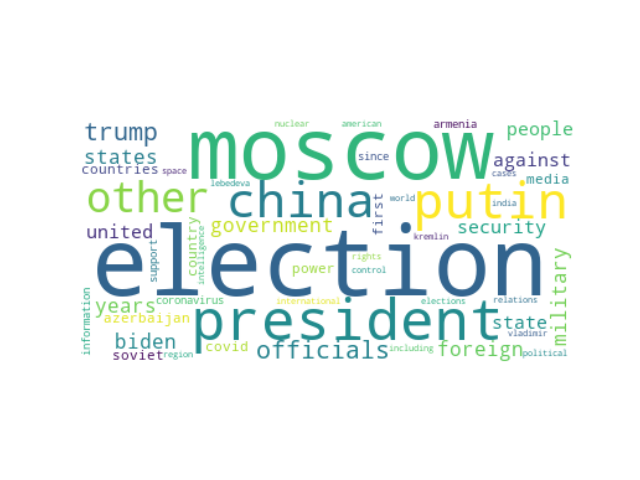 nuclear
american
armenia
trump
moscow
people
states
since
against
countries
space
cases
media
lebedeva
other
china
first
world
putin
india
united
country
intelligence
government
security
kremlin
support
election
military
rights
power
control
information
years
coronavirus
international
elections
relations
azerbaijan
president
state
vladimir
biden
covid
officials
including
foreign
political
soviet
region